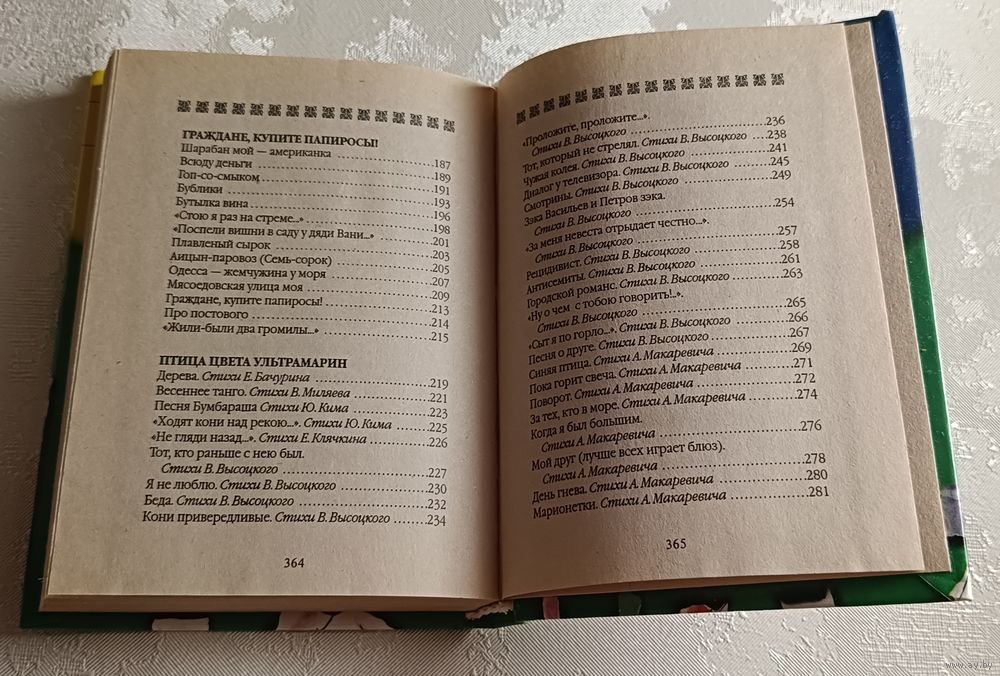 ГРАЖДАНЕ, КУПИТЕ ПАПИРОСЫ!
Шарабан мой — американка ..........187
Всюду деньги ..........189
Гоп-со-смыком ..........191
Бублики ..........193
Бутылка вина ..........196
«Стою я раз на стреме...» ..........198
«Поспели вишни в саду у дяди Вани...» ..........201
Плавленый сырок ..........203
Аицын-паровоз (Семь-сорок) ..........205
Одесса — жемчужина у моря ..........207
Мясоедовская улица моя ..........209
Граждане, купите папиросы! ..........213
Про постового ..........214
«Жили-были два громилы...» ..........215
ПТИЦА ЦВЕТА УЛЬТРАМАРИН
Дерева. Стихи Е. Бачурина ..........219
Весеннее танго. Стихи В. Миляева ..........221
Песня Бумбараша Стихи Ю. Кима ..........223
«Ходят кони над рекою...». Стихи Ю. Кима ..........225
«Не гляди назад...». Стихи Е. Клячкина ..........226
Тот, кто раньше с нею был.
Стихи В. Высоцкого ..........227
Я не люблю. Стихи В. Высоцкого ..........230
Беда. Стихи В. Высоцкого ..........232
Кони привередливые. Стихи В. Высоцкого ..........234
364
«Проложите, проложите...».
Стихи В. Высоцкого ..........236
Тот, который не стрелял. Стихи В. Высоцкого ....238
Чужая колея. Стихи В. Высоцкого ..........241
Диалог у телевизора. Стихи В. Высоцкого ..........245
Смотрины. Стихи В. Высоцкого ..........249
Зэка Васильев и Петров зэка.
Стихи В. Высоцкого ..........254
«За меня невеста отрыдает честно...».
Стихи В. Высоцкого ..........257
Рецидивист. Стихи В. Высоцкого ..........258
Антисемиты. Стихи В. Высоцкого ..........261
Городской романс. Стихи В. Высоцкого ..........263
«Ну о чем с тобою говорить!..».
Стихи В. Высоцкого ..........265
«Сыт я по горло...». Стихи В. Высоцкого ..........266
Песня о друге. Стихи В. Высоцкого ..........267
Синяя птица. Стихи А. Макаревича ..........269
Пока горит свеча. Стихи А. Макаревича ..........271
Поворот. Стихи А. Макаревича ..........272
За тех, кто в море. Стихи А. Макаревича ..........274
Когда я был большим.
Стихи А. Макаревича ..........276
Мой друг (лучше всех играет блюз).
Стихи А. Макаревича ..........278
День гнева. Стихи А. Макаревича ..........280
Марионетки. Стихи А. Макаревича ..........281
365
www.ay.by